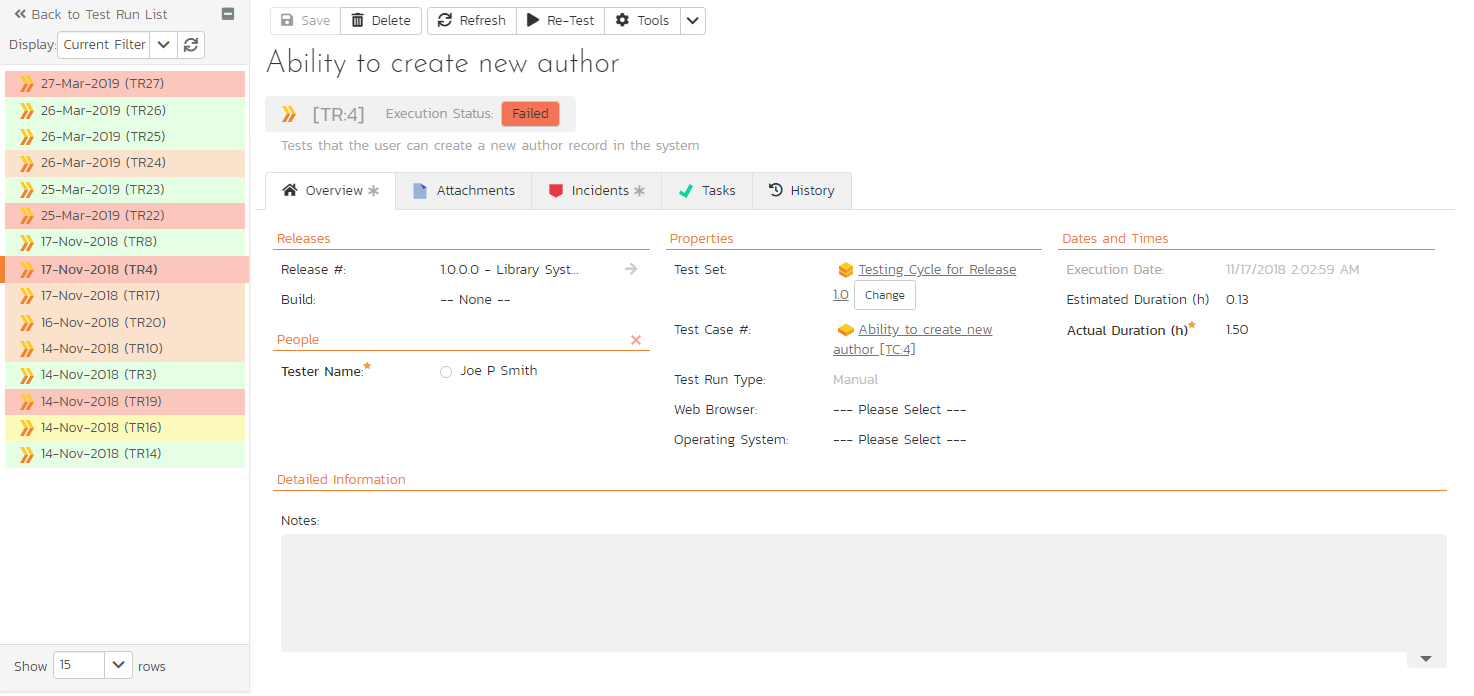 Back to Test Run List
Display: Current Filter
27-Mar-2019 (TR27)
26-Mar-2019 (TR26)
26-Mar-2019 (TR25)
26-Mar-2019 (TR24)
25-Mar-2019 (TR23)
25-Mar-2019 (TR22)
17-Nov-2018 (TR8)
17-Nov-2018 (TR4)
17-Nov-2018 (TR17)
16-Nov-2018 (TR20)
14-Nov-2018 (TR10)
14-Nov-2018 (TR3)
14-Nov-2018 (TR19)
14-Nov-2018 (TR16)
14-Nov-2018 (TR14)
Show 15 rows
Save Delete Refresh Re-Test Tools
Ability to create new author
[TR:4] Execution Status: Failed
Tests that the user can create a new author record in the system
Overview Attachments Incidents Tasks History
Releases
Release #: 1.0.0.0 - Library Syst...
Build: -- None --
People
Tester Name: Joe P Smith
Properties
Test Set: Testing Cycle for Release
1.0 Change
Test Case #: Ability to create new
author [TC:4]
Test Run Type: Manual
Web Browser: --- Please Select ---
Operating System: --- Please Select ---
Dates and Times
Execution Date: 11/17/2018 2:02:59 AM
Estimated Duration (h) 0.13
Actual Duration (h) 1.50
Detailed Information
Notes: